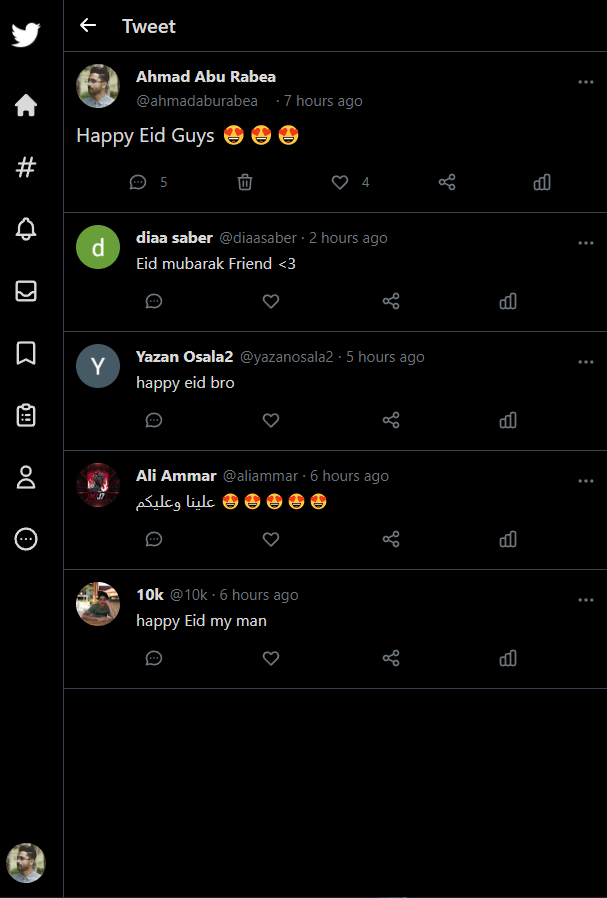 Tweet
Ahmad Abu Rabea
@ahmadaburabea · 7 hours ago
Happy Eid Guys 😍 😍 😍
5 4
d
diaa saber @diaasaber · 2 hours ago
Eid mubarak Friend <3
Y
Yazan Osala2 @yazanosala2 · 5 hours ago
happy eid bro
Ali Ammar @aliammar · 6 hours ago
علينا وعليكم 😍 😍 😍 😍 😍
10k @10k · 6 hours ago
happy Eid my man